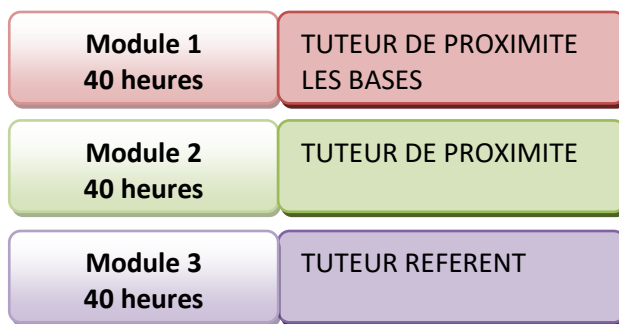 Module 1
40 heures
TUTEUR DE PROXIMITE
LES BASES
Module 2
40 heures
TUTEUR DE PROXIMITE
Module 3
40 heures
TUTEUR REFERENT